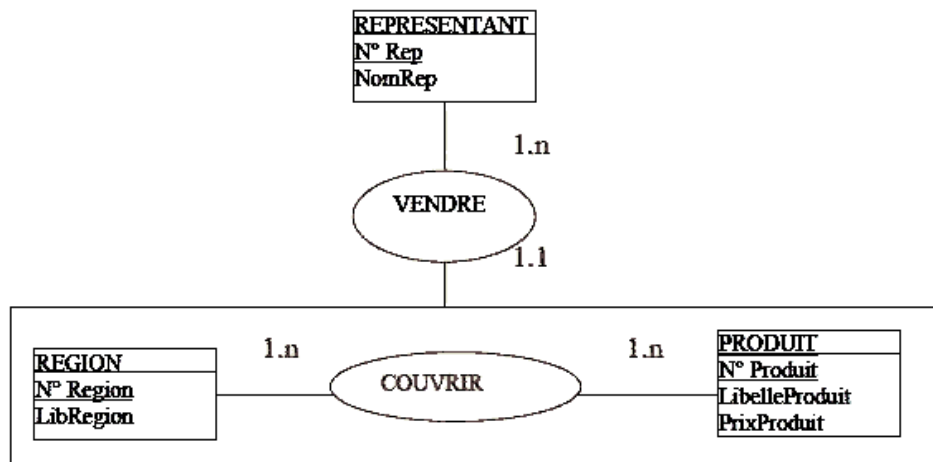 REPRESENTANT
N° Rep
NomRep
1.n
VENDRE
1.1
REGION
N° Region
LibRegion
1.n
COUVRIR
1.n
PRODUIT
N° Produit
LibelleProduit
PrixProduit